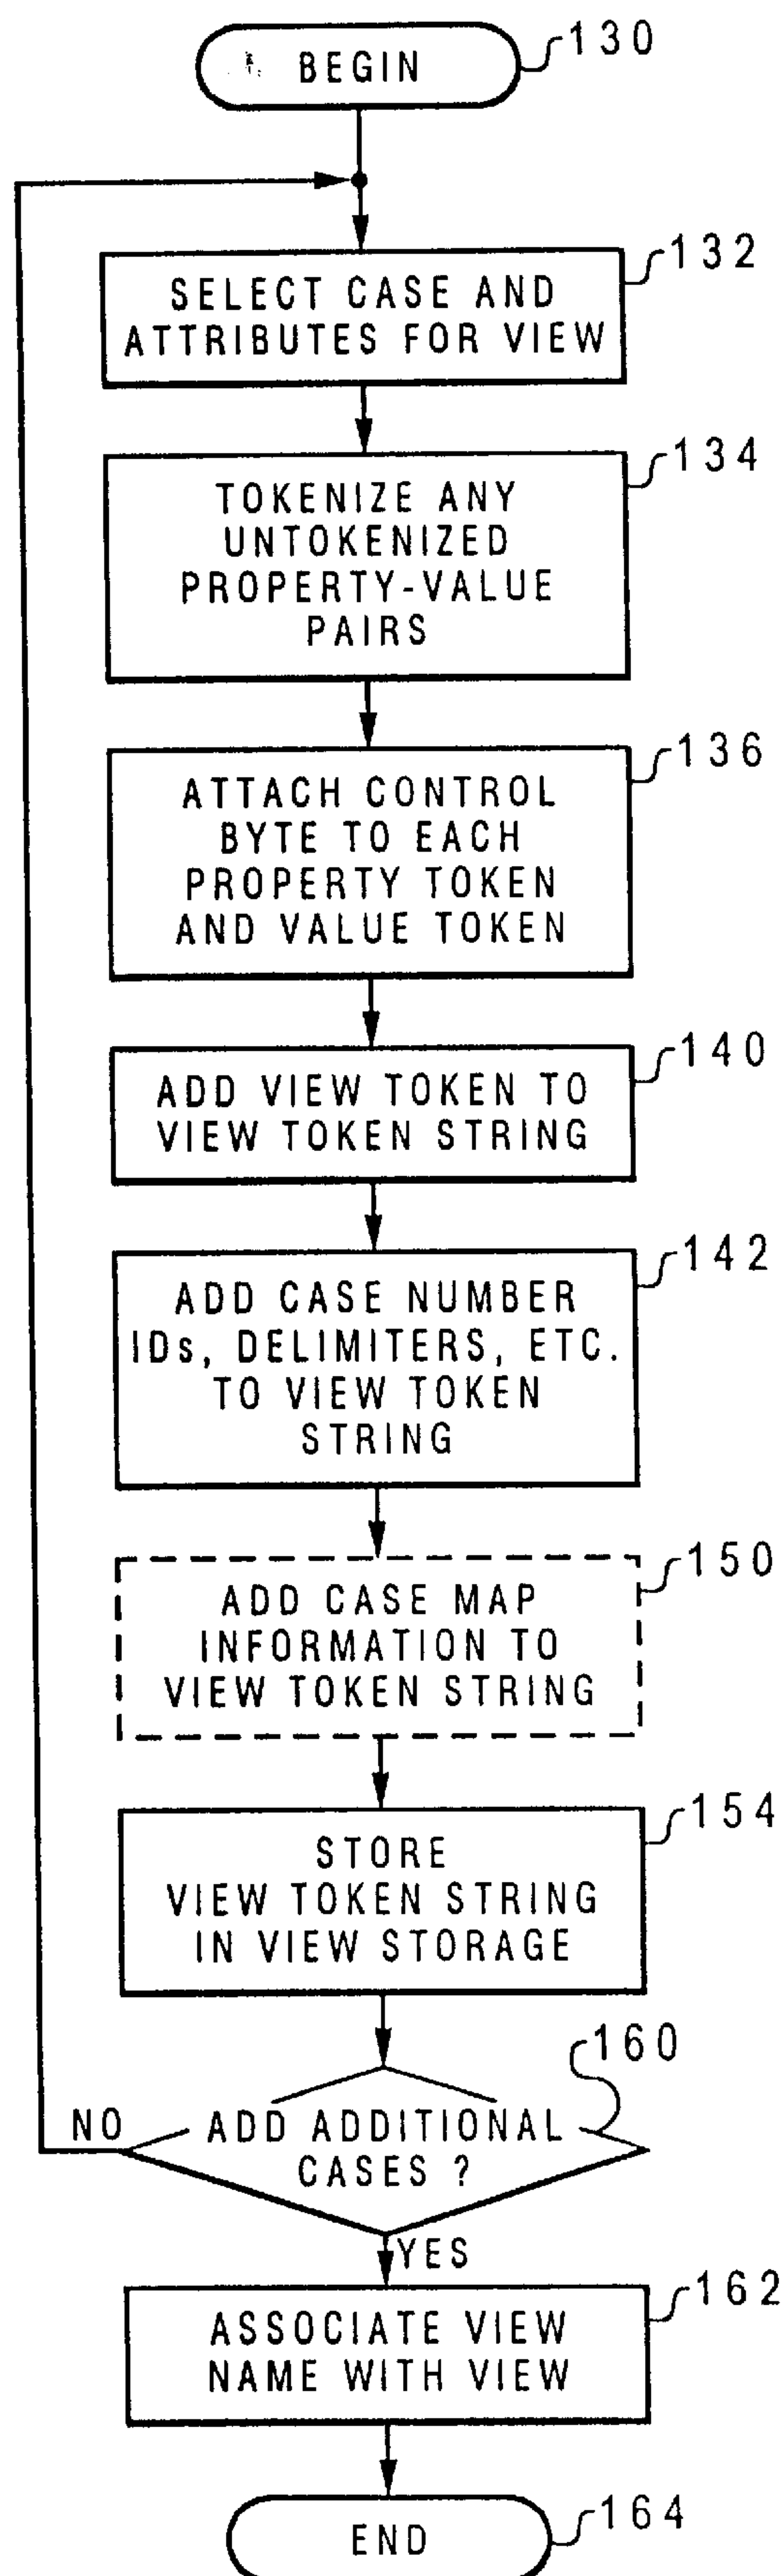 BEGIN
130
132
SELECT CASE AND
ATTRIBUTES FOR VIEW
134
TOKENIZE ANY
UNTOKENIZED
PROPERTY-VALUE
PAIRS
136
ATTACH CONTROL
BYTE TO EACH
PROPERTY TOKEN
AND VALUE TOKEN
140
ADD VIEW TOKEN TO
VIEW TOKEN STRING
142
ADD CASE NUMBER
IDs, DELIMITERS, ETC.
TO VIEW TOKEN
STRING
150
ADD CASE MAP
INFORMATION TO
VIEW TOKEN STRING
154
STORE
VIEW TOKEN STRING
IN VIEW STORAGE
160
NO
ADD ADDITIONAL
CASES ?
YES
162
ASSOCIATE VIEW
NAME WITH VIEW
164
END